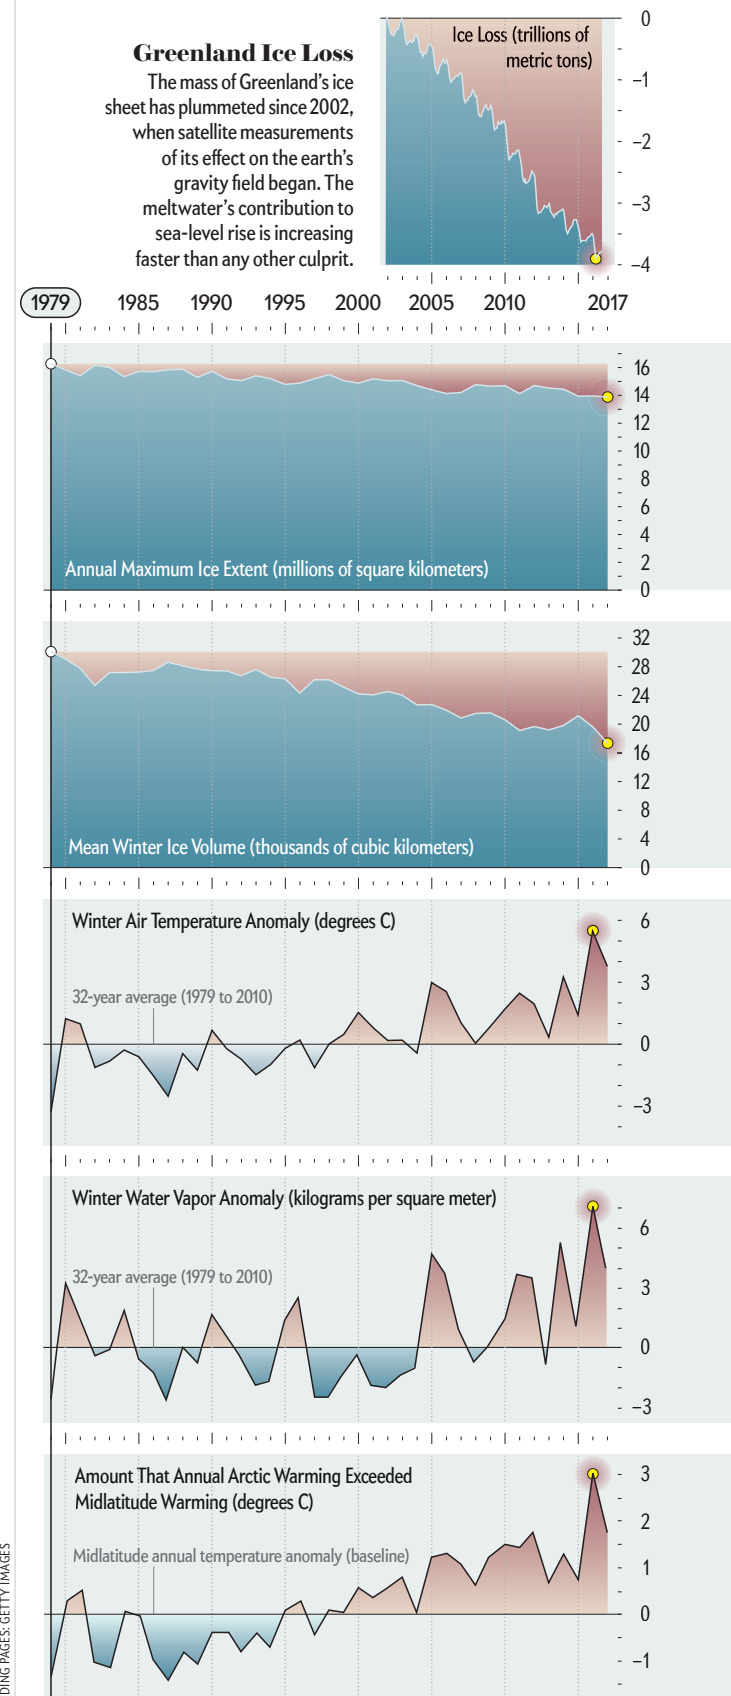 Greenland Ice Loss
The mass of Greenland's ice
sheet has plummeted since 2002,
when satellite measurements
of its effect on the earth's
gravity field began. The
meltwater's contribution to
sea-level rise is increasing
faster than any other culprit.
Ice Loss (trillions of
metric tons)
0
–1
–2
–3
–4
1979 1985 1990 1995 2000 2005 2010 2017
16
14
12
10
8
6
4
2
0
Annual Maximum Ice Extent (millions of square kilometers)
32
28
24
20
16
12
8
4
0
Mean Winter Ice Volume (thousands of cubic kilometers)
Winter Air Temperature Anomaly (degrees C)
32-year average (1979 to 2010)
6
3
0
–3
Winter Water Vapor Anomaly (kilograms per square meter)
32-year average (1979 to 2010)
6
3
0
–3
Amount That Annual Arctic Warming Exceeded
Midlatitude Warming (degrees C)
Midlatitude annual temperature anomaly (baseline)
3
2
1
0
–1
DING PAGES: GETTY IMAGES